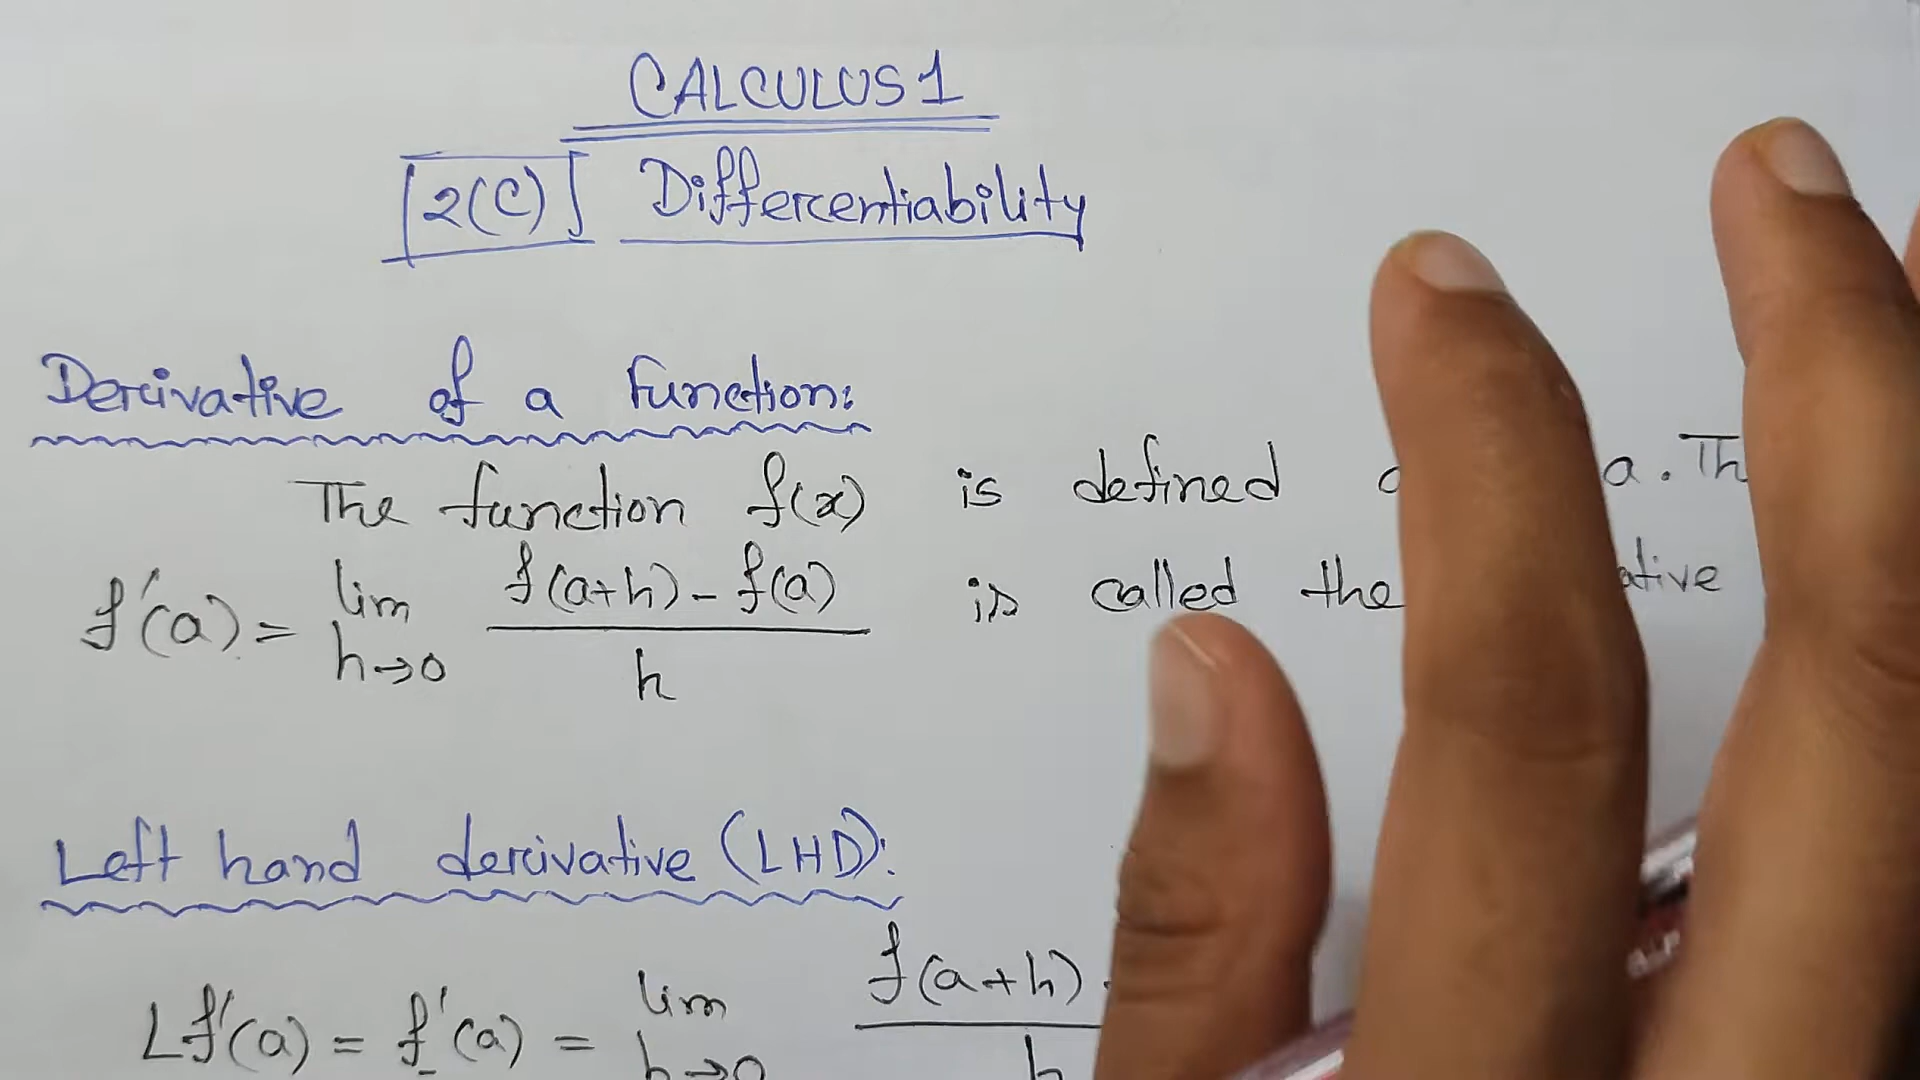 CALCULUS 1
2(C) Differentiability
Derivative of a function:
The function f(x) is defined a. Th
f'(a) = lim h→0 f(a+h) - f(a) / h is called the
Left hand derivative (LHD):
Lf'(a) = f'_(a) = lim h→0 f(a+h) / h